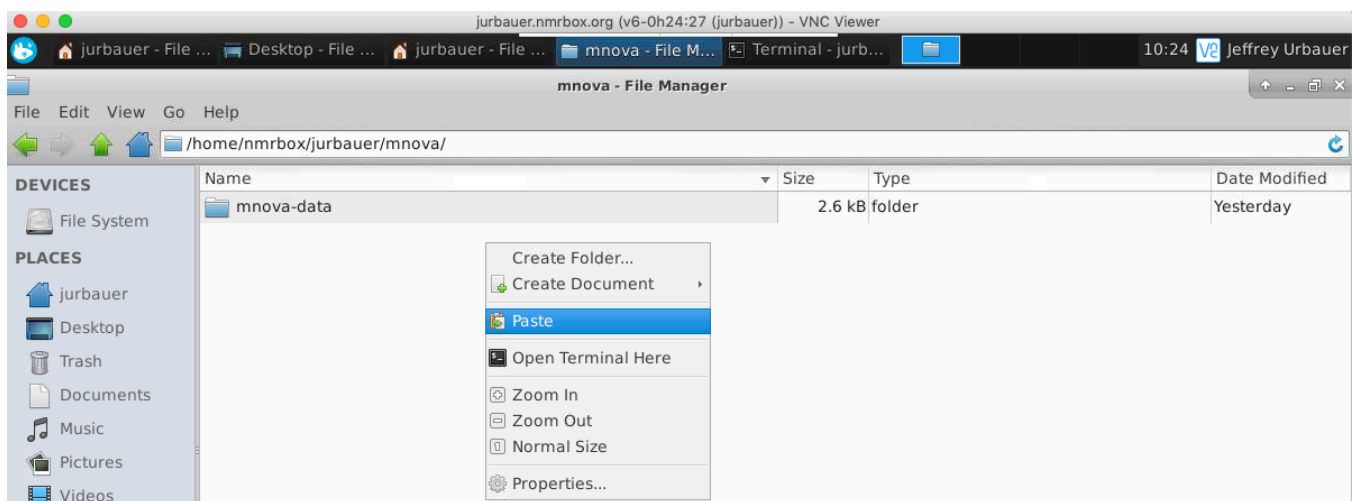 jurbauer.nmrbox.org (v6-0h24:27 (jurbauer)) - VNC Viewer
jurbauer - File ... Desktop - File ... jurbauer - File ... mnova - File M... Terminal - jurb... 10:24 V2 Jeffrey Urbauer
mnova - File Manager
File Edit View Go Help
/home/nmrbox/jurbauer/mnova/
DEVICES
File System
PLACES
jurbauer
Desktop
Trash
Documents
Music
Pictures
Videos
Name Size Type Date Modified
mnova-data 2.6 kB folder Yesterday
Create Folder...
Create Document
Paste
Open Terminal Here
Zoom In
Zoom Out
Normal Size
Properties...